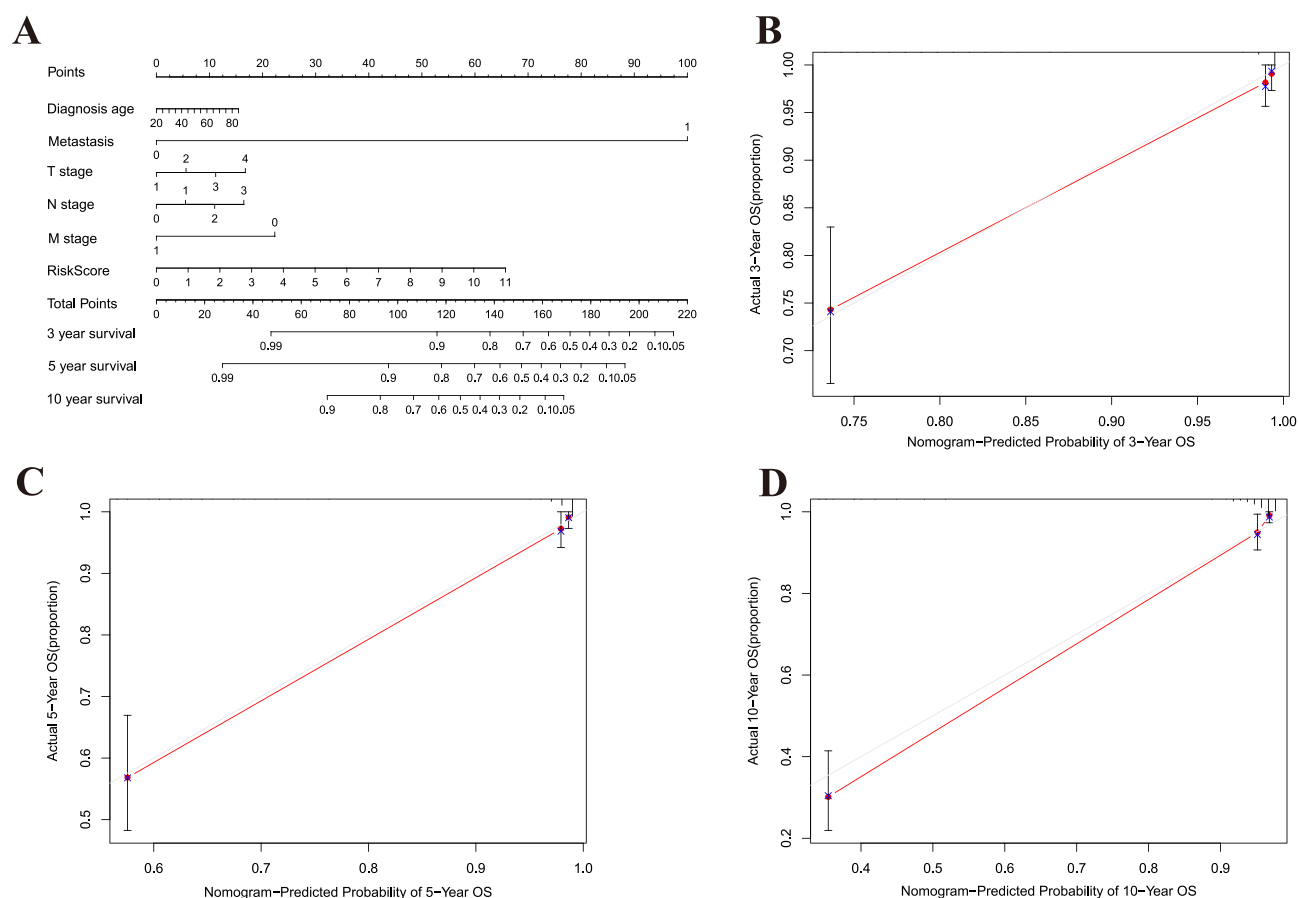 A
Points
0 10 20 30 40 50 60 70 80 90 100
Diagnosis age
20 40 60 80
Metastasis
1
0
T stage
2 4
1 3
N stage
1 3
0 2
M stage
0
1
RiskScore
0 1 2 3 4 5 6 7 8 9 10 11
Total Points
0 20 40 60 80 100 120 140 160 180 200 220
3 year survival
0.99 0.9 0.8 0.7 0.6 0.5 0.4 0.3 0.2 0.10.05
5 year survival
0.99 0.9 0.8 0.7 0.6 0.5 0.4 0.3 0.2 0.10.05
10 year survival
0.9 0.8 0.7 0.6 0.5 0.4 0.3 0.2 0.10.05
B
Actual 3−Year OS(proportion)
1.00
0.95
0.90
0.85
0.80
0.75
0.70
0.75 0.80 0.85 0.90 0.95 1.00
Nomogram−Predicted Probability of 3−Year OS
C
Actual 5−Year OS(proportion)
1.0
0.9
0.8
0.7
0.6
0.5
0.6 0.7 0.8 0.9 1.0
Nomogram−Predicted Probability of 5−Year OS
D
Actual 10−Year OS(proportion)
1.0
0.8
0.6
0.4
0.2
0.4 0.5 0.6 0.7 0.8 0.9
Nomogram−Predicted Probability of 10−Year OS